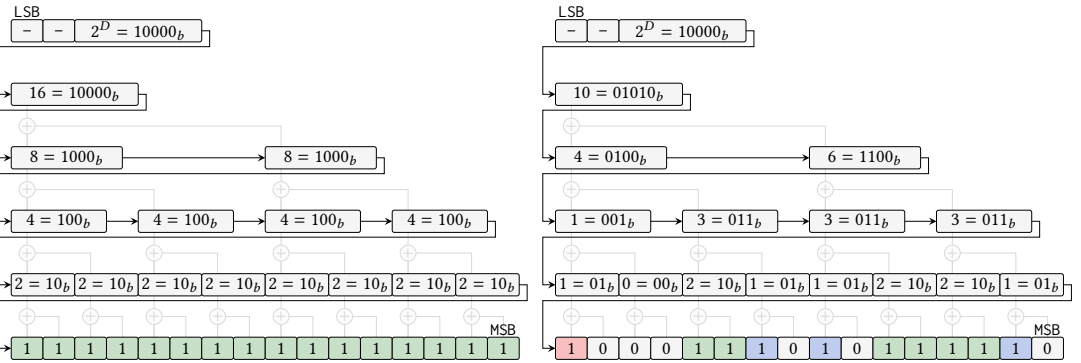 LSB LSB
– – 2^D = 10000_b – – 2^D = 10000_b
16 = 10000_b 10 = 01010_b
8 = 1000_b 8 = 1000_b 4 = 0100_b 6 = 1100_b
4 = 100_b 4 = 100_b 4 = 100_b 4 = 100_b 1 = 001_b 3 = 011_b 3 = 011_b 3 = 011_b
2 = 10_b 2 = 10_b 2 = 10_b 2 = 10_b 2 = 10_b 2 = 10_b 2 = 10_b 2 = 10_b 1 = 01_b 0 = 00_b 2 = 10_b 1 = 01_b 1 = 01_b 2 = 10_b 2 = 10_b 1 = 01_b
MSB MSB
1 1 1 1 1 1 1 1 1 1 1 1 1 1 1 1 1 0 0 0 1 1 1 0 1 0 1 1 1 1 1 0